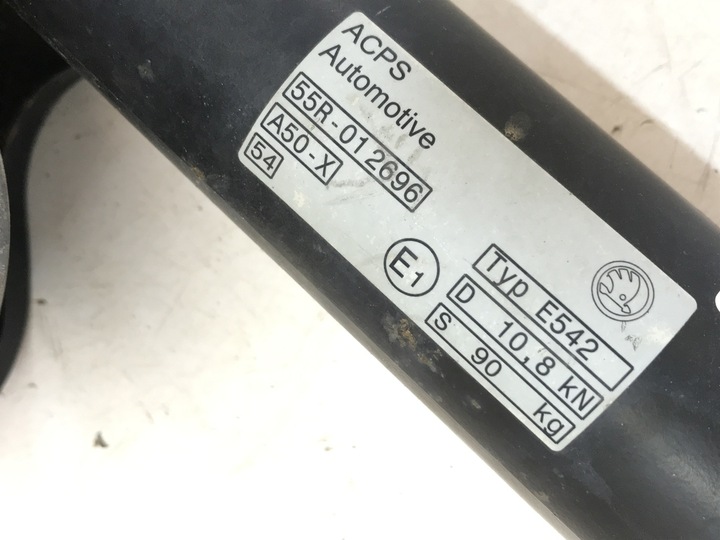 ACPS
Automotive
55R-012696
A50-X
54
E1
Typ E542
D 10,8 kN
S 90 kg